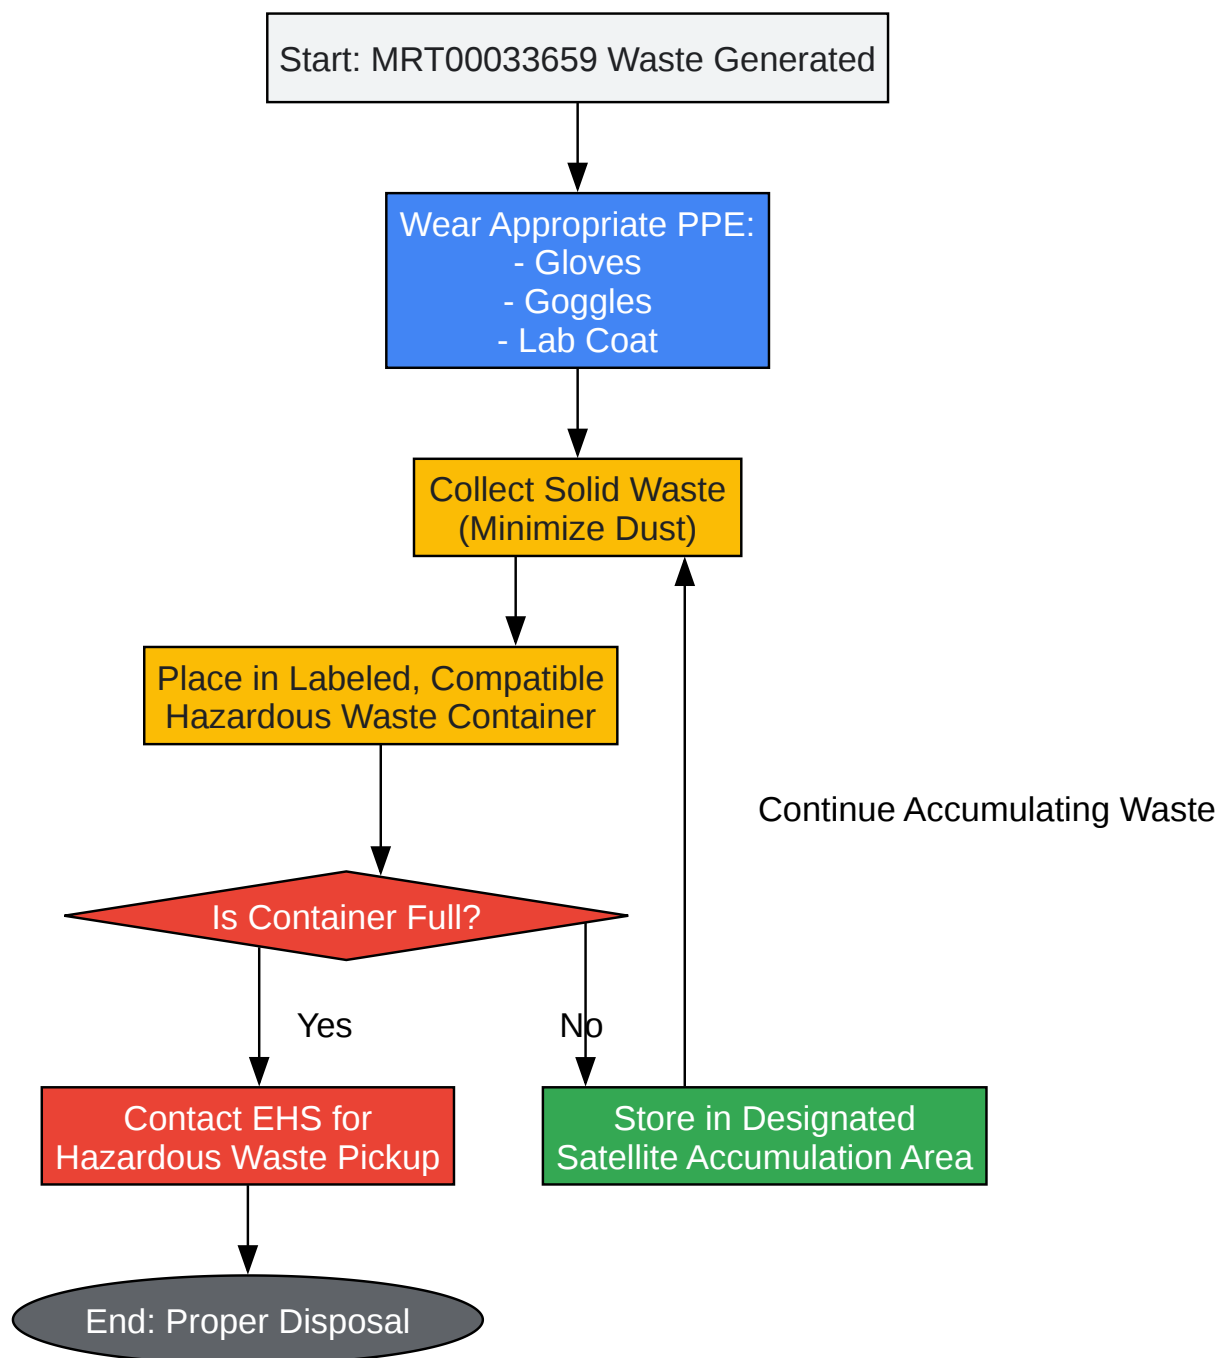 Start: MRT00033659 Waste Generated
Wear Appropriate PPE:
- Gloves
- Goggles
- Lab Coat
Collect Solid Waste
(Minimize Dust)
Place in Labeled, Compatible
Hazardous Waste Container
Continue Accumulating Waste
Is Container Full?
Yes
No
Contact EHS for
Hazardous Waste Pickup
Store in Designated
Satellite Accumulation Area
End: Proper Disposal